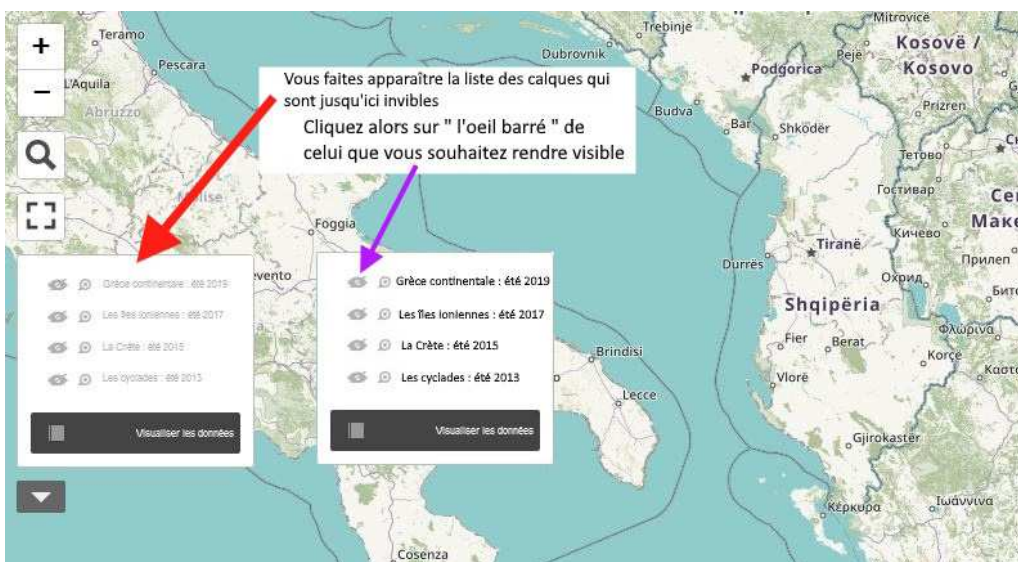 Vous faites apparaître la liste des calques qui
sont jusqu'ici invibles
Cliquez alors sur " l'oeil barré " de
celui que vous souhaitez rendre visible
Grèce continentale : été 2019
Les îles Ioniennes : été 2017
La Crète : été 2015
Les cyclades : été 2013
Visualiser les données
Grèce continentale : été 2019
Les îles Ioniennes : été 2017
La Crète : été 2015
Les cyclades : été 2013
Visualiser les données
+
−
Teramo
Pescara
L'Aquila
Abruzzo
Molise
Foggia
evento
Brindisi
Lecce
Cosenza
Dubrovnik
Trebinje
Podgorica
Budva
Bar
Shkodër
Mitrovicë
Pejë
Kosovë /
Kosovo
Prizren
Тетово
Гостивар
Кичево
Прилеп
Охрид
Tiranë
Durrës
Shqipëria
Fier
Berat
Korçë
Vlorë
Gjirokastër
Φλώρινα
Κέρκυρα
Ιωάννινα